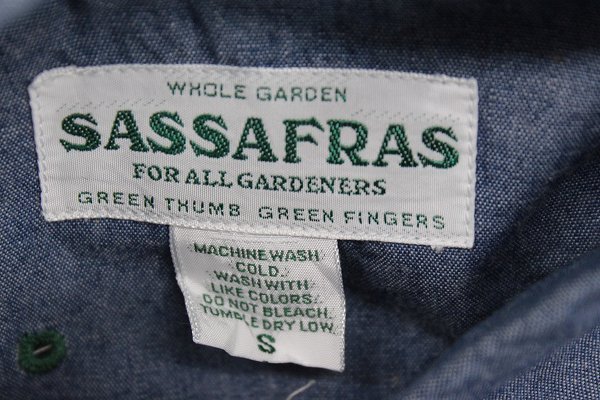 WHOLE GARDEN
SASSAFRAS
FOR ALL GARDENERS
GREEN THUMB GREEN FINGERS
MACHINE WASH
COLD.
WASH WITH
LIKE COLORS.
DO NOT BLEACH.
TUMBLE DRY LOW.
S